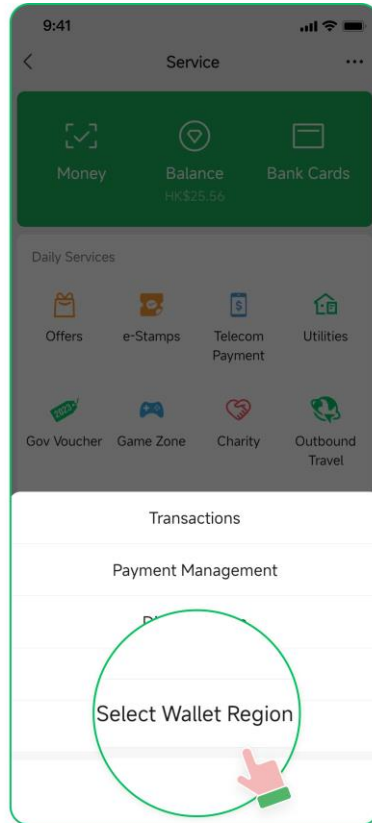 9:41
Service
Money
Balance
Bank Cards
HK$25.56
Daily Services
Offers
e-Stamps
Telecom
Payment
Utilities
2023
Gov Voucher
Game Zone
Charity
Outbound
Travel
Transactions
Payment Management
Select Wallet Region